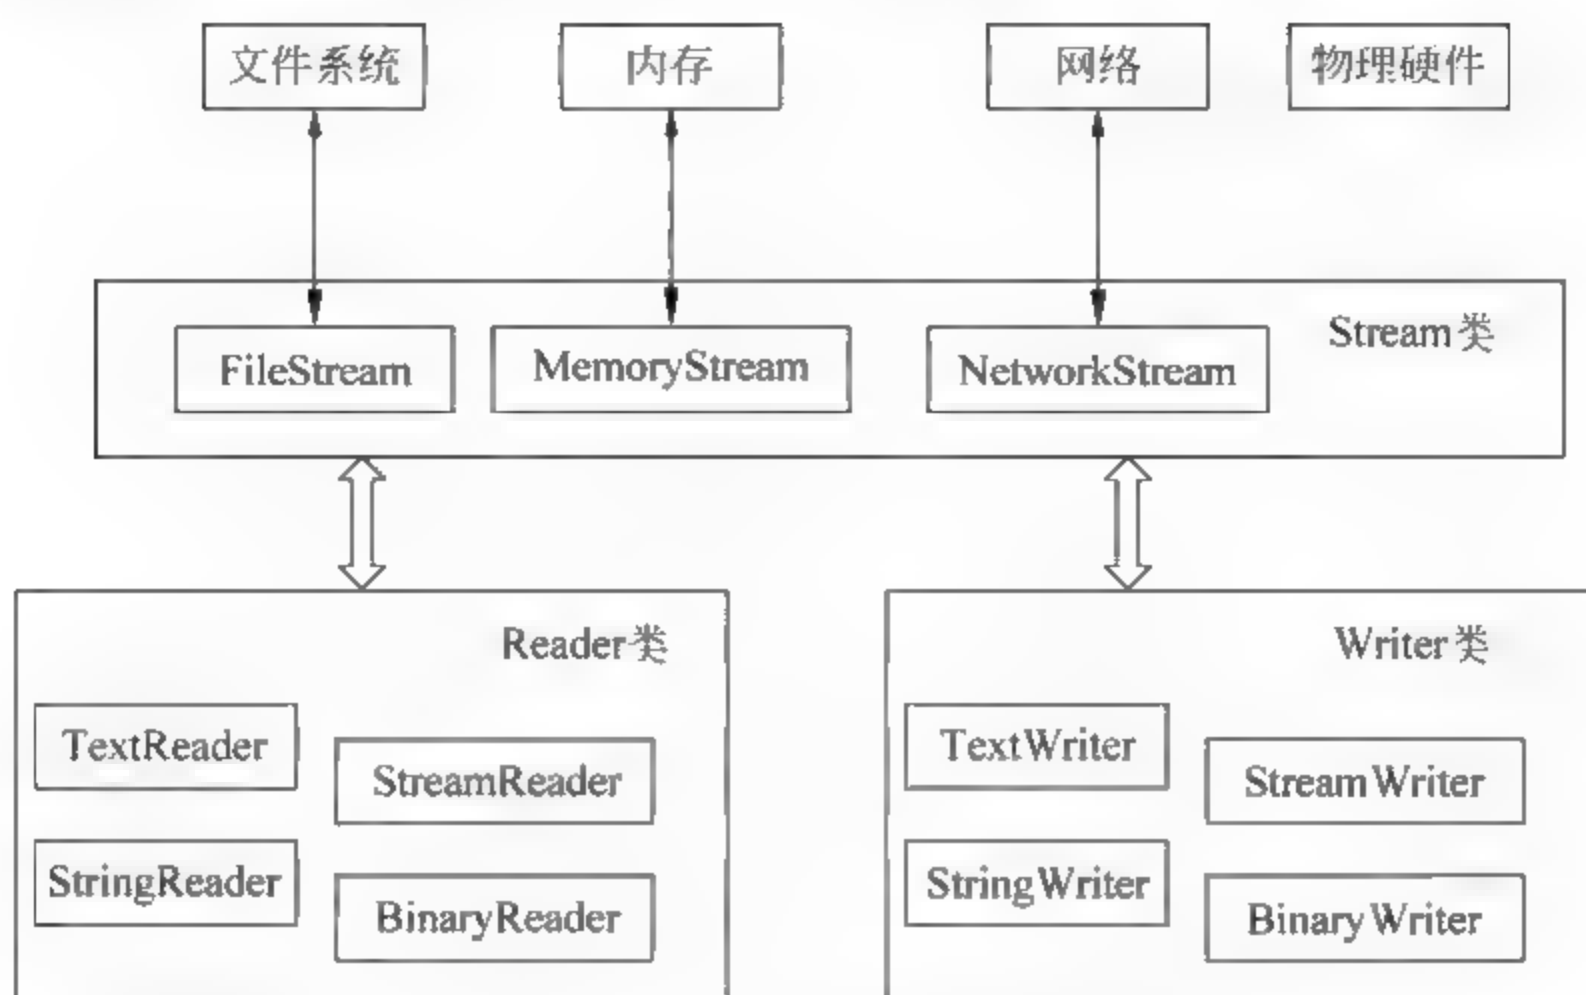 文件系统
内存
网络
物理硬件
Stream类
FileStream
MemoryStream
NetworkStream
Reader类
TextReader
StreamReader
StringReader
BinaryReader
Writer类
TextWriter
StreamWriter
StringWriter
BinaryWriter